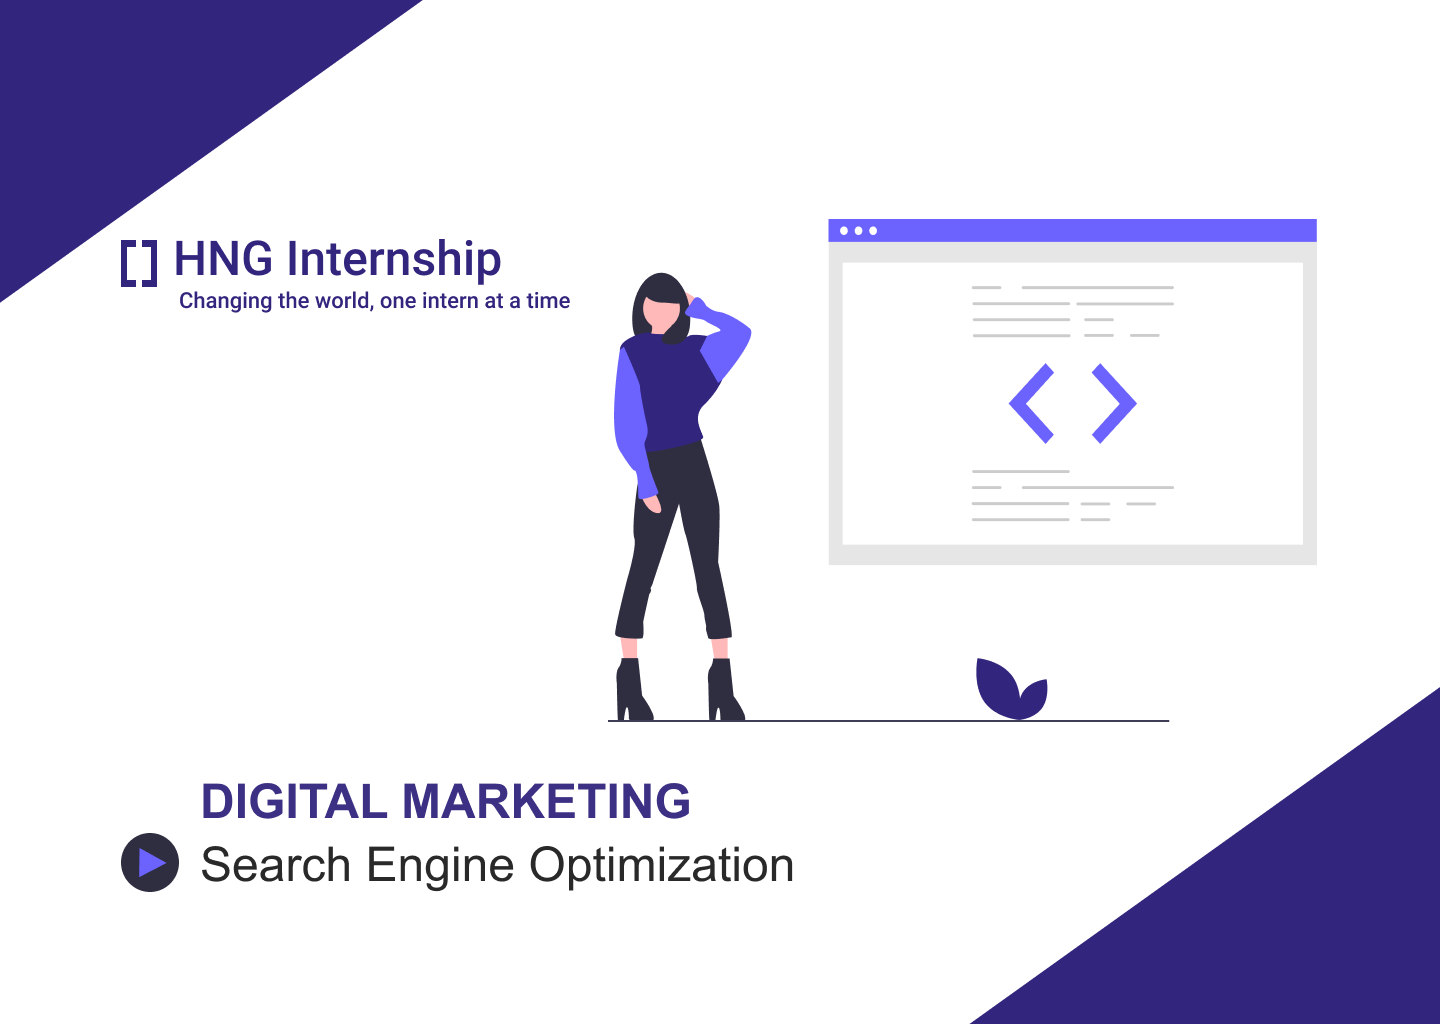 HNG Internship
Changing the world, one intern at a time
DIGITAL MARKETING
Search Engine Optimization